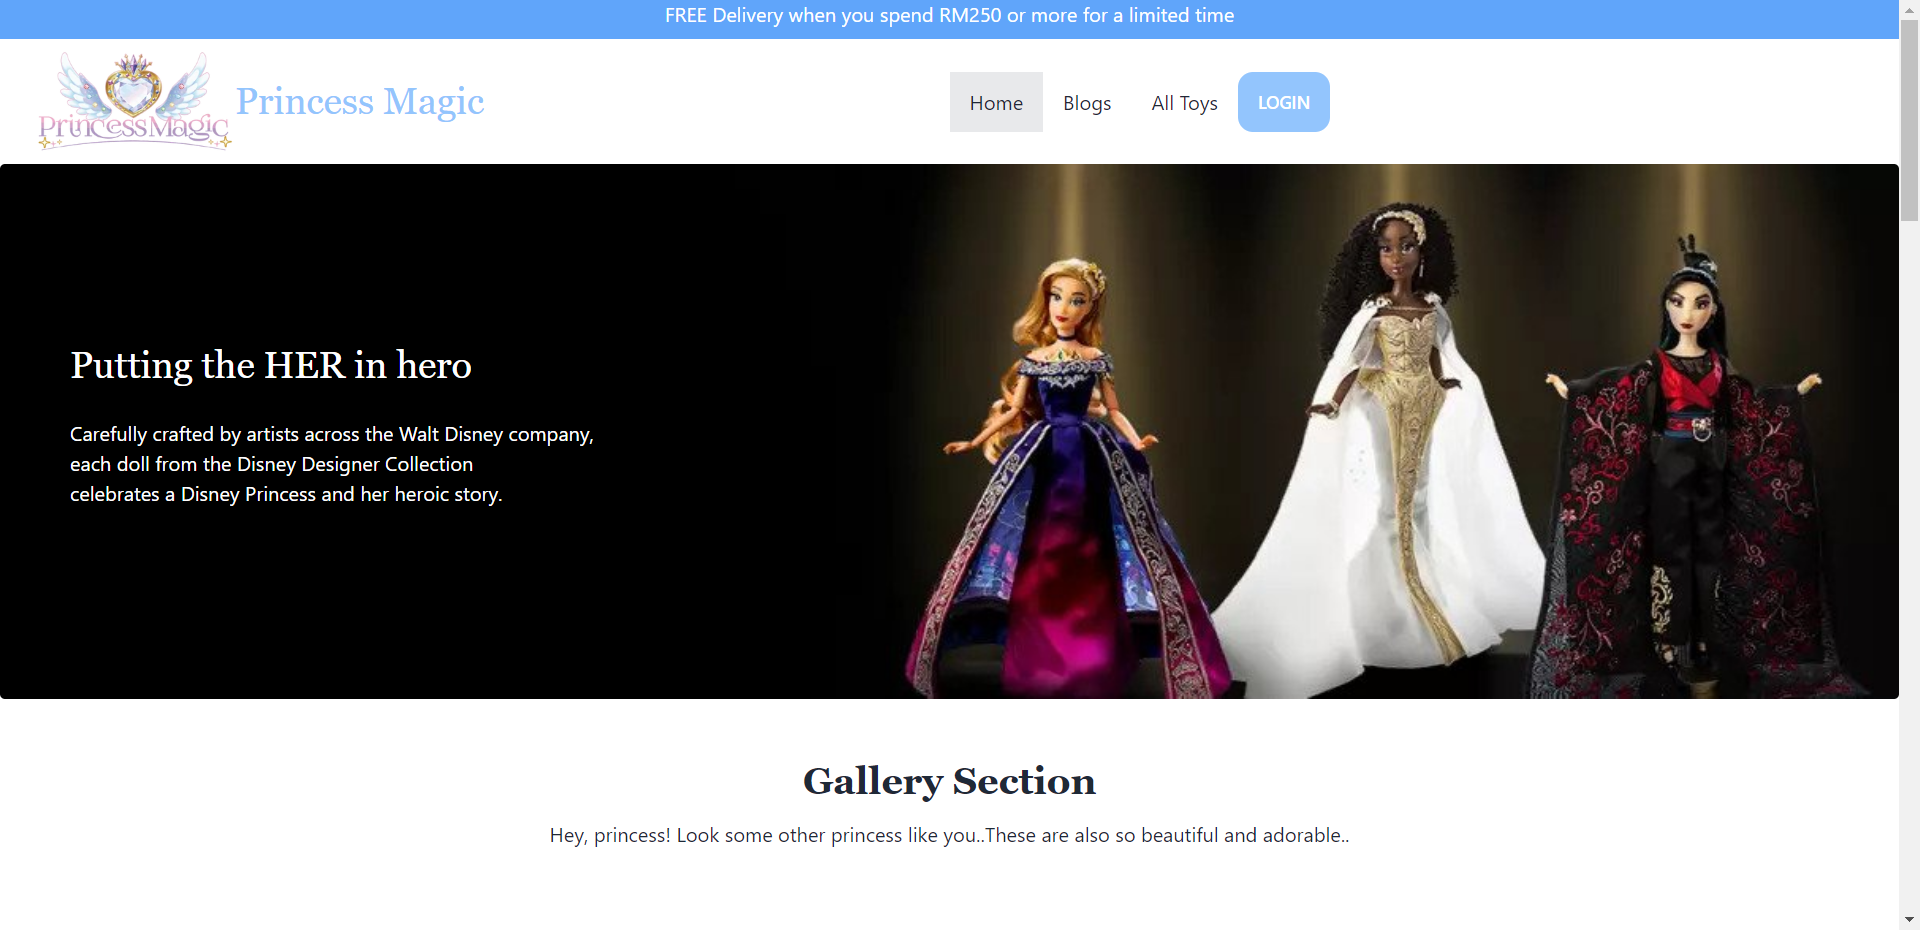 FREE Delivery when you spend RM250 or more for a limited time
PrincessMagic
Princess Magic
Home
Blogs
All Toys
LOGIN
Putting the HER in hero
Carefully crafted by artists across the Walt Disney company,
each doll from the Disney Designer Collection
celebrates a Disney Princess and her heroic story.
Gallery Section
Hey, princess! Look some other princess like you..These are also so beautiful and adorable..